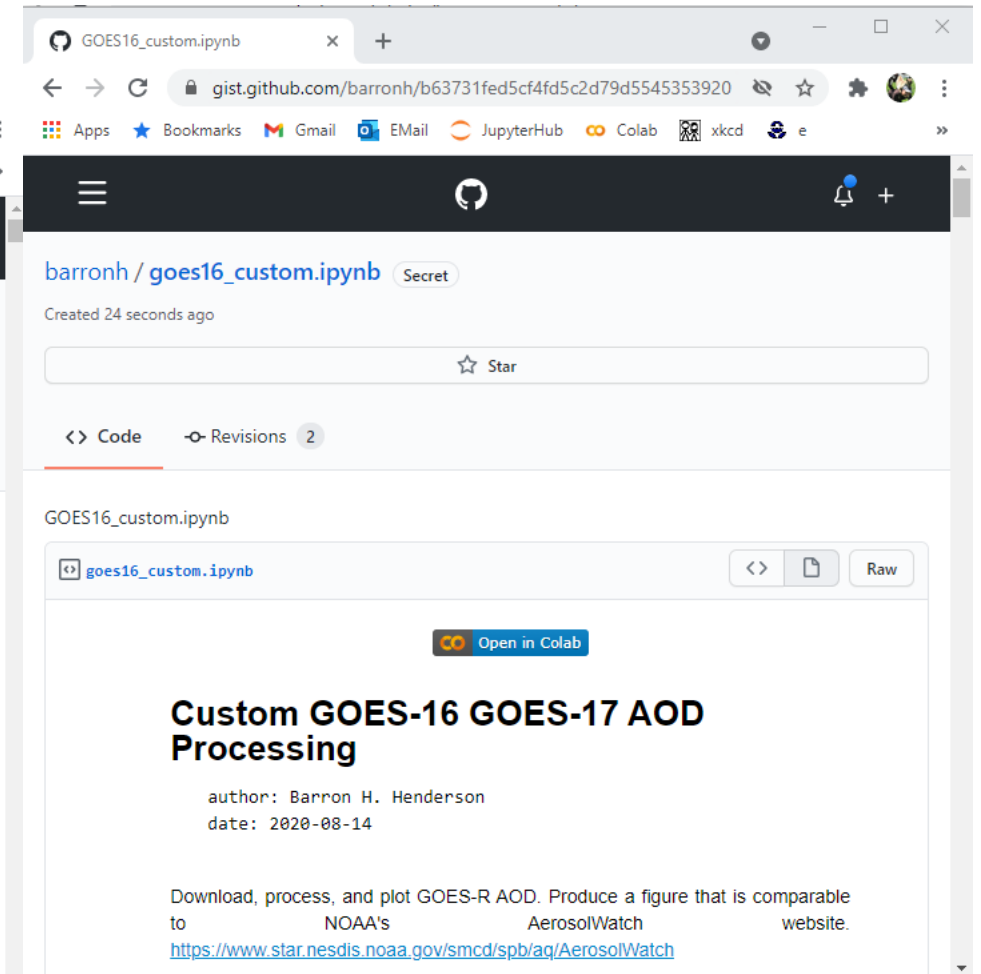 GOES16_custom.ipynb
gist.github.com/barronh/b63731fed5cf4fd5c2d79d5545353920
Apps Bookmarks Gmail EMail JupyterHub CO Colab xkcd e »
barronh / goes16_custom.ipynb Secret
Created 24 seconds ago
Star
<> Code Revisions 2
GOES16_custom.ipynb
goes16_custom.ipynb <> Raw
CO Open in Colab
Custom GOES-16 GOES-17 AOD
Processing
author: Barron H. Henderson
date: 2020-08-14
Download, process, and plot GOES-R AOD. Produce a figure that is comparable
to NOAA's AerosolWatch website.
https://www.star.nesdis.noaa.gov/smcd/spb/aq/AerosolWatch